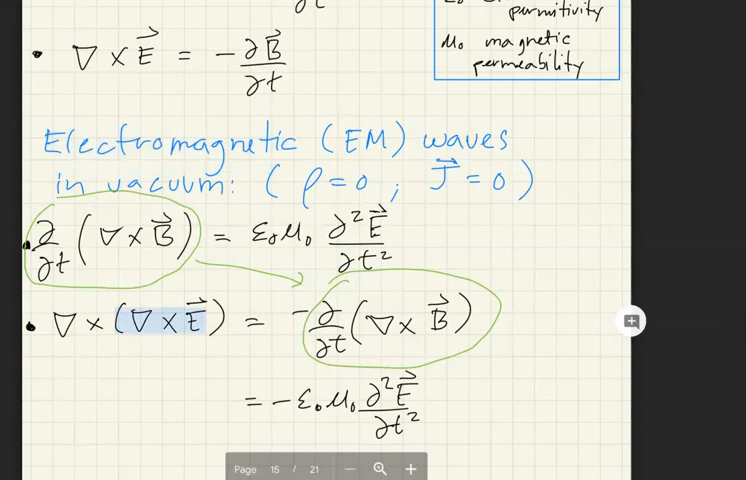 ∂t
permitivity
μ₀ magnetic
permeability
• ∇ × E⃗ = - ∂B⃗/∂t
Electromagnetic (EM) waves
in vacuum: ( ρ = 0 , J⃗ = 0 )
• ∂/∂t (∇ × B⃗) = ε₀μ₀ ∂²E⃗/∂t²
• ∇ × (∇ × E⃗) = - ∂/∂t (∇ × B⃗)
= - ε₀μ₀ ∂²E⃗/∂t²
Page 15 / 21